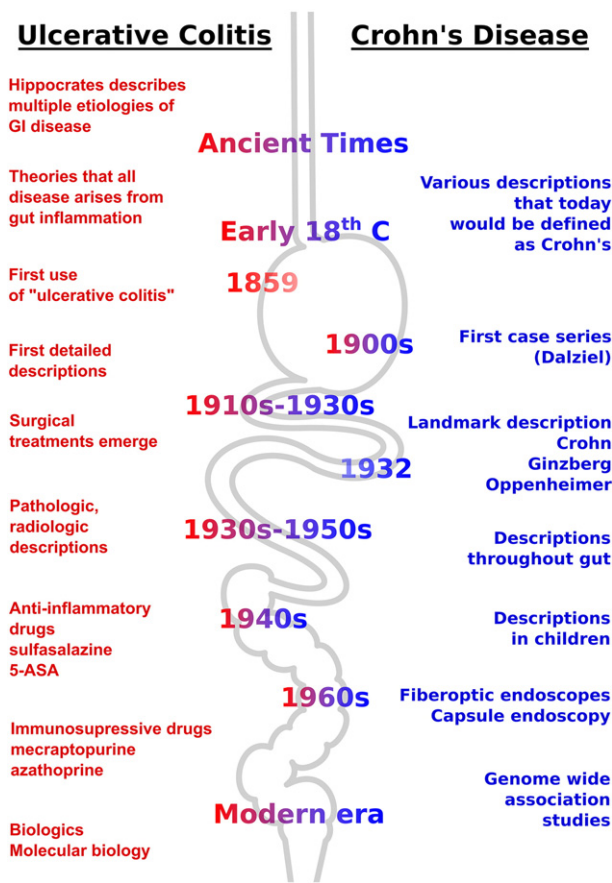 Ulcerative Colitis
Crohn's Disease
Hippocrates describes
multiple etiologies of
GI disease
Ancient Times
Theories that all
disease arises from
gut inflammation
Early 18th C
Various descriptions
that today
would be defined
as Crohn's
First use
of "ulcerative colitis"
1859
First detailed
descriptions
1900s
First case series
(Dalziel)
1910s-1930s
Surgical
treatments emerge
Landmark description
Crohn
Ginzberg
Oppenheimer
1932
Pathologic,
radiologic
descriptions
1930s-1950s
Descriptions
throughout gut
Anti-inflammatory
drugs
sulfasalazine
5-ASA
1940s
Descriptions
in children
1960s
Fiberoptic endoscopes
Capsule endoscopy
Immunosupressive drugs
mecraptopurine
azathoprine
Genome wide
association
studies
Modern era
Biologics
Molecular biology